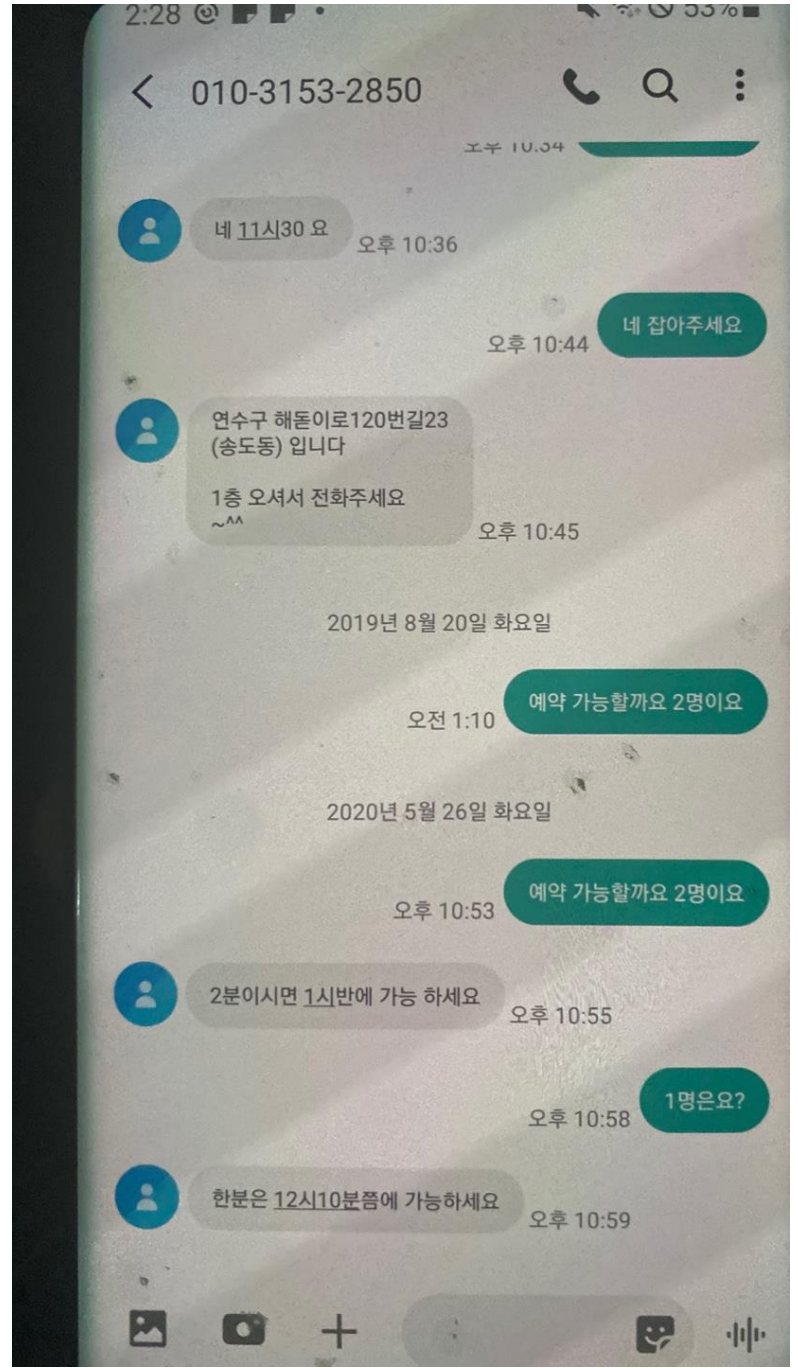 2:28
53%
010-3153-2850
오후 10:34
네 11시30 요
오후 10:36
네 잡아주세요
오후 10:44
연수구 해돋이로120번길23
(송도동) 입니다
1층 오셔서 전화주세요
~^^
오후 10:45
2019년 8월 20일 화요일
예약 가능할까요 2명이요
오전 1:10
2020년 5월 26일 화요일
예약 가능할까요 2명이요
오후 10:53
2분이시면 1시반에 가능 하세요
오후 10:55
1명은요?
오후 10:58
한분은 12시10분쯤에 가능하세요
오후 10:59